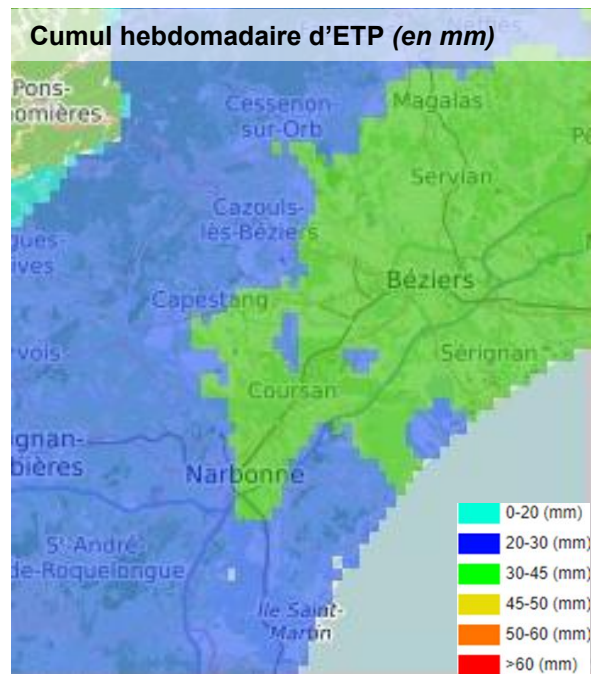 Cumul hebdomadaire d’ETP (en mm)
Pons-
omières
Cessenon-
sur-Orb
Magalas
Servian
Cazouls-
lès-Béziers
Béziers
Capestang
Sérignan
Coursan
ignan-
bières
Narbonne
St-André-
de-Roquelongue
Ile Saint-
Martin
0-20 (mm)
20-30 (mm)
30-45 (mm)
45-50 (mm)
50-60 (mm)
>60 (mm)